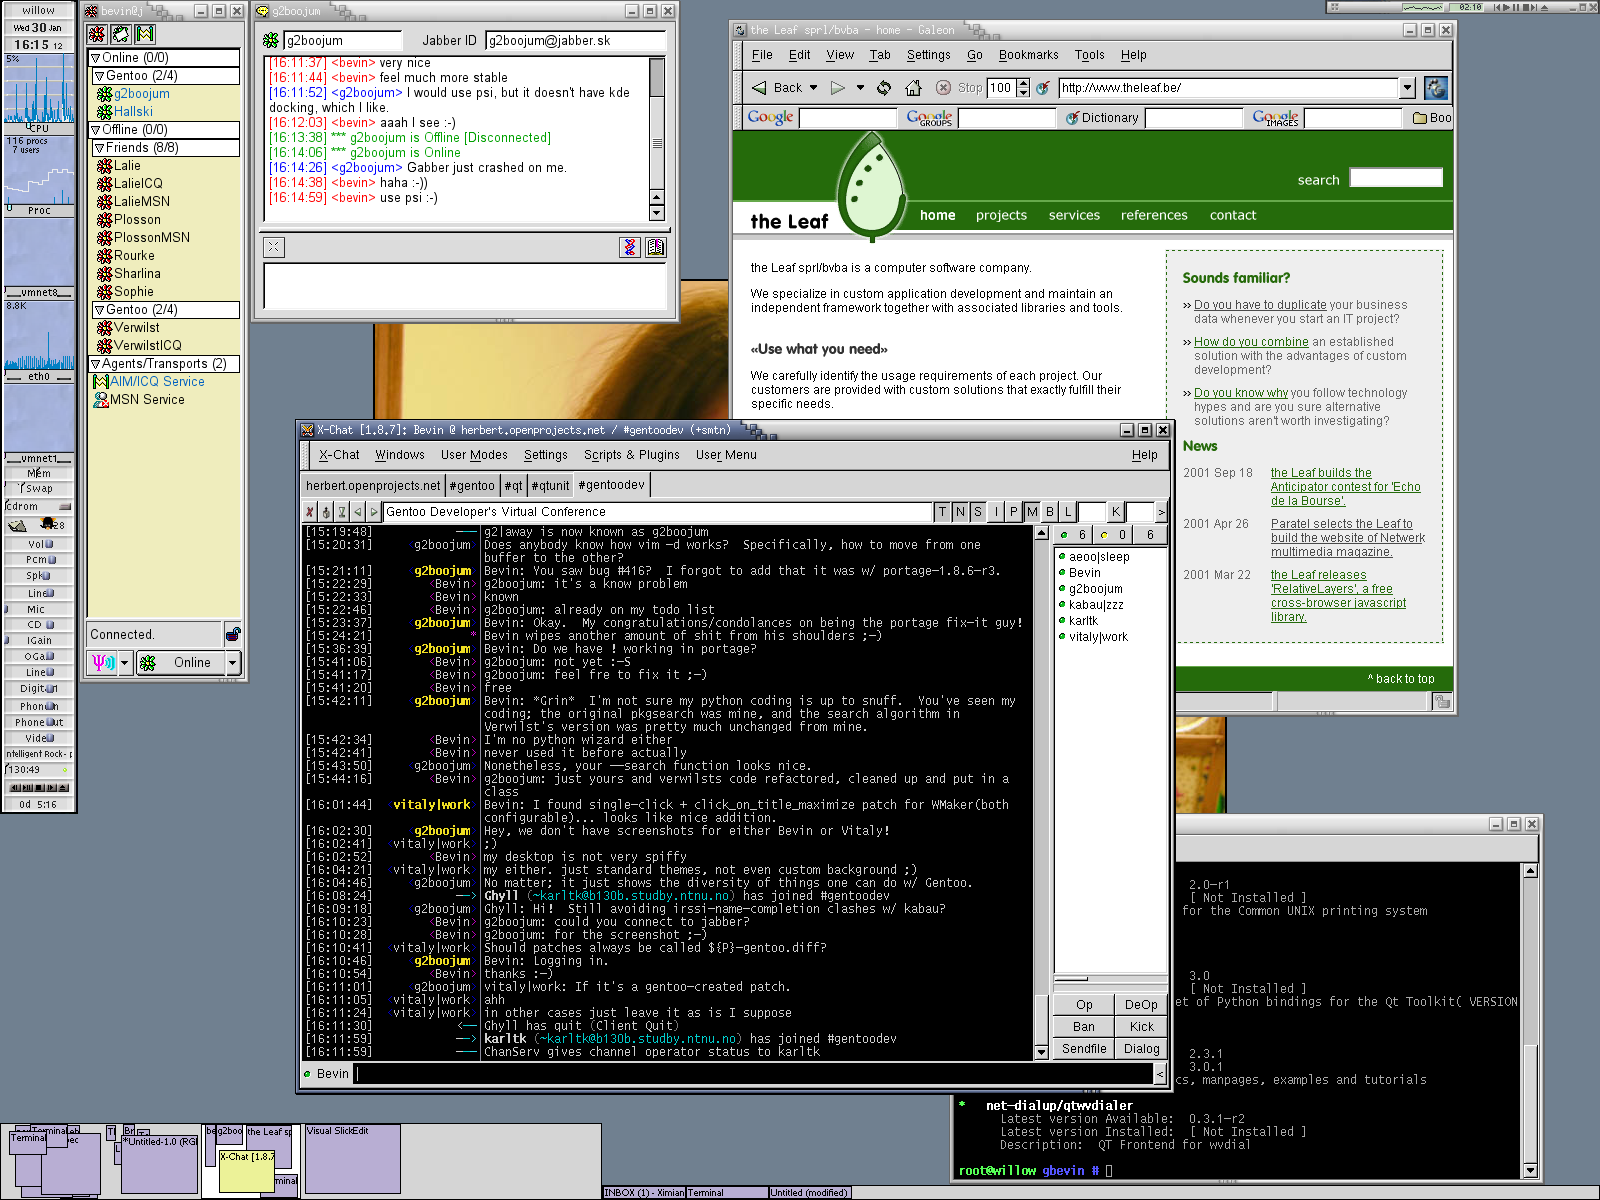 willow
Wed 30 Jan
16:15 12
5%
CPU
116 procs
7 users
Proc
vmnet8
8.8K
eth0
vmnet1
Mem
Swap
cdrom
28
Vol
Pcm
Spk
Line
Mic
CD
IGain
OGa
Line
Digit 1
Phon n
Phone ut
Vide
ntelligent Rock-
130:49
0d 5:16
bevin@j
Online (0/0)
Gentoo (2/4)
g2boojum
Hallski
Offline (0/0)
Friends (8/8)
Lalie
LalieICQ
LalieMSN
Plosson
PlossonMSN
Rourke
Sharlina
Sophie
Gentoo (2/4)
Verwilst
VerwilstICQ
Agents/Transports (2)
AIM/ICQ Service
MSN Service
Connected.
Online
g2boojum
g2boojum Jabber ID g2boojum@jabber.sk
[16:11:37] <bevin> very nice
[16:11:44] <bevin> feel much more stable
[16:11:52] <g2boojum> I would use psi, but it doesn't have kde
docking, which I like.
[16:12:03] <bevin> aaah I see :-)
[16:13:38] *** g2boojum is Offline [Disconnected]
[16:14:06] *** g2boojum is Online
[16:14:26] <g2boojum> Gabber just crashed on me.
[16:14:38] <bevin> haha :-))
[16:14:59] <bevin> use psi :-)
02:10
the Leaf sprl/bvba - home - Galeon
File Edit View Tab Settings Go Bookmarks Tools Help
Back Stop 100 http://www.theleaf.be/
Google Google GROUPS Dictionary Google IMAGES Boo
search
the Leaf
home projects services references contact
the Leaf sprl/bvba is a computer software company.
We specialize in custom application development and maintain an
independent framework together with associated libraries and tools.
«Use what you need»
We carefully identify the usage requirements of each project. Our
customers are provided with custom solutions that exactly fulfill their
specific needs.
Sounds familiar?
›› Do you have to duplicate your business
data whenever you start an IT project?
›› How do you combine an established
solution with the advantages of custom
development?
›› Do you know why you follow technology
hypes and are you sure alternative
solutions aren't worth investigating?
News
2001 Sep 18 the Leaf builds the
Anticipator contest for 'Echo
de la Bourse'.
2001 Apr 26 Paratel selects the Leaf to
build the website of Netwerk
multimedia magazine.
2001 Mar 22 the Leaf releases
'RelativeLayers', a free
cross-browser javascript
library.
^ back to top
X-Chat [1.8.7]: Bevin @ herbert.openprojects.net / #gentoodev (+smtn)
X-Chat Windows User Modes Settings Scripts & Plugins User Menu Help
herbert.openprojects.net #gentoo #qt #qtunit #gentoodev
Gentoo Developer's Virtual Conference T N S I P M B L K >
6 0 6
[15:19:48] ——— g2|away is now known as g2boojum
[15:20:31] g2boojum Does anybody know how vim -d works? Specifically, how to move from one
buffer to the other?
[15:21:11] g2boojum Bevin: You saw bug #416? I forgot to add that it was w/ portage-1.8.6-r3.
[15:22:29] <Bevin> g2boojum: it's a know problem
[15:22:33] <Bevin> known
[15:22:46] <Bevin> g2boojum: already on my todo list
[15:23:37] g2boojum Bevin: Okay. My congratulations/condolances on being the portage fix-it guy!
[15:24:21] * Bevin wipes another amount of shit from his shoulders ;-)
[15:36:39] g2boojum Bevin: Do we have ! working in portage?
[15:41:06] <Bevin> g2boojum: not yet :-S
[15:41:17] <Bevin> g2boojum: feel fre to fix it ;-)
[15:41:20] <Bevin> free
[15:42:11] g2boojum Bevin: *Grin* I'm not sure my python coding is up to snuff. You've seen my
coding; the original pkgsearch was mine, and the search algorithm in
Verwilst's version was pretty much unchanged from mine.
[15:42:34] <Bevin> I'm no python wizard either
[15:42:41] <Bevin> never used it before actually
[15:43:50] <g2boojum> Nonetheless, your --search function looks nice.
[15:44:16] <Bevin> g2boojum: just yours and verwilsts code refactored, cleaned up and put in a
class
[16:01:44] <vitaly|work Bevin: I found single-click + click_on_title_maximize patch for WMaker(both
configurable)... looks like nice addition.
[16:02:30] g2boojum Hey, we don't have screenshots for either Bevin or Vitaly!
[16:02:41] <vitaly|work> ;)
[16:02:52] <Bevin> my desktop is not very spiffy
[16:04:21] <vitaly|work> my either. just standard themes, not even custom background ;)
[16:04:46] g2boojum No matter; it just shows the diversity of things one can do w/ Gentoo.
[16:08:24] ——> Ghyll (~karltk@b130b.studby.ntnu.no) has joined #gentoodev
[16:09:18] g2boojum Ghyll: Hi! Still avoiding irssi-name-completion clashes w/ kabau?
[16:10:23] <Bevin> g2boojum: could you connect to jabber?
[16:10:28] <Bevin> g2boojum: for the screenshot ;-)
[16:10:41] <vitaly|work> Should patches always be called ${P}-gentoo.diff?
[16:10:46] g2boojum Bevin: Logging in.
[16:10:54] <Bevin> thanks :-)
[16:11:01] g2boojum vitaly|work: If it's a gentoo-created patch.
[16:11:05] <vitaly|work> ahh
[16:11:24] <vitaly|work in other cases just leave it as is I suppose
[16:11:30] <—— Ghyll has quit (Client Quit)
[16:11:59] ——> karltk (~karltk@b130b.studby.ntnu.no) has joined #gentoodev
[16:11:59] ——— ChanServ gives channel operator status to karltk
aeoo|sleep
Bevin
g2boojum
kabau|zzz
karltk
vitaly|work
Op DeOp
Ban Kick
Sendfile Dialog
Bevin <
2.0-r1
[ Not Installed ]
for the Common UNIX printing system
3.0
[ Not Installed ]
et of Python bindings for the Qt Toolkit( VERSION
2.3.1
3.0.1
cs, manpages, examples and tutorials
* net-dialup/qtwvdialer
Latest version Available: 0.3.1-r2
Latest version Installed: [ Not Installed ]
Description: QT Frontend for wvdial
root@willow gbevin #
Terminal
Terminal
*Untitled-1.0 (RG
g2boo
the Leaf s
X-Chat [1.8.7
minal
Visual SlickEdit
INBOX (1) - Ximian Terminal Untitled (modified)